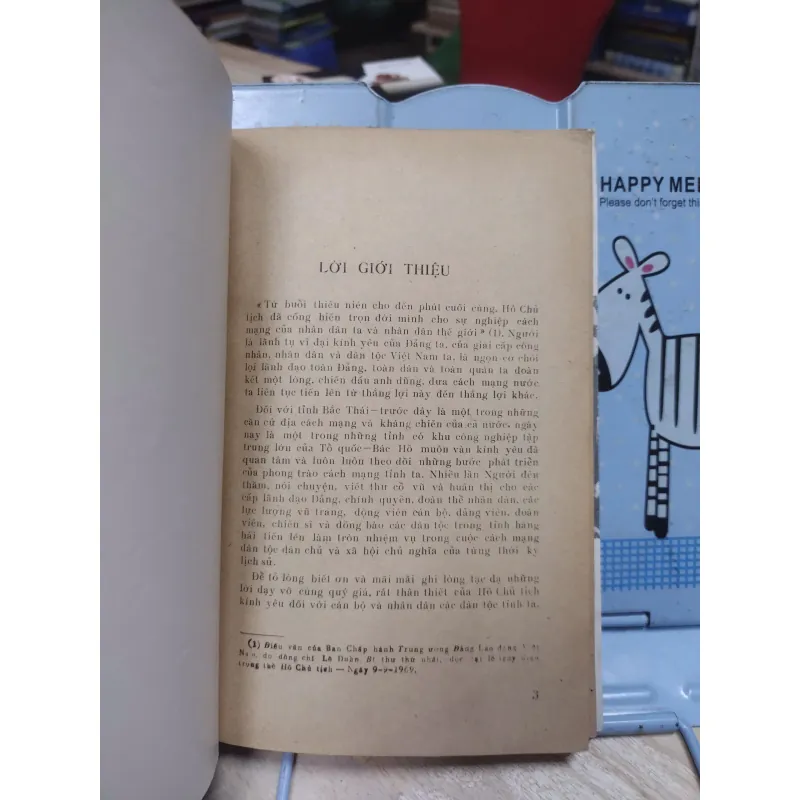 LỜI GIỚI THIỆU
« Từ buổi thiếu niên cho đến phút cuối cùng, Hồ Chủ
tịch đã cống hiến trọn đời mình cho sự nghiệp cách
mạng của nhân dân ta và nhân dân thế giới » (1). Người
là lãnh tụ vĩ đại kính yêu của Đảng ta, của giai cấp công
nhân, nhân dân và dân tộc Việt Nam ta, là ngọn cờ chói
lọi lãnh đạo toàn Đảng, toàn dân và toàn quân ta đoàn
kết một lòng, chiến đấu anh dũng, đưa cách mạng nước
ta liên tục tiến lên từ thắng lợi này đến thắng lợi khác.
Đối với tỉnh Bắc Thái — trước đây là một trong những
căn cứ địa cách mạng và kháng chiến của cả nước, ngày
nay là một trong những tỉnh có khu công nghiệp tập
trung lớn của Tổ quốc — Bác Hồ muôn vàn kính yêu đã
quan tâm và luôn luôn theo dõi những bước phát triển
của phong trào cách mạng tỉnh ta. Nhiều lần Người đến
thăm, nói chuyện, viết thư cổ vũ và huấn thị cho các
cấp lãnh đạo Đảng, chính quyền, đoàn thể nhân dân, các
lực lượng vũ trang, động viên cán bộ, đảng viên, đoàn
viên, chiến sĩ và đồng bào các dân tộc trong tỉnh hăng
hái tiến lên làm tròn nhiệm vụ trong cuộc cách mạng
dân tộc dân chủ và xã hội chủ nghĩa của từng thời kỳ
lịch sử.
Để tỏ lòng biết ơn và mãi mãi ghi lòng tạc dạ những
lời dạy vô cùng quý giá, rất thân thiết của Hồ Chủ tịch
kính yêu đối với cán bộ và nhân dân các dân tộc tỉnh ta,
(1) Điếu văn của Ban Chấp hành Trung ương Đảng Lao động Việt
Nam, do đồng chí Lê Duẩn Bí thư thứ nhất, đọc tại lễ
trọng thể Hồ Chủ tịch — Ngày 9-9-1969.
3
HAPPY MEI
Please don't forget thi